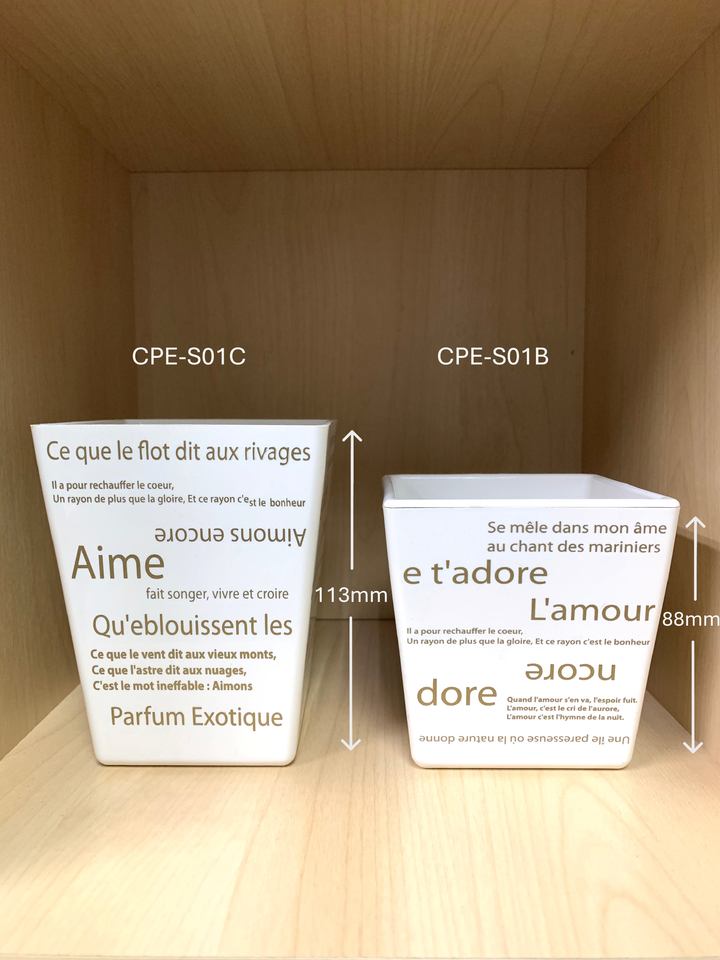 CPE-S01C
CPE-S01B
Ce que le flot dit aux rivages
Il a pour rechauffer le coeur,
Un rayon de plus que la gloire, Et ce rayon c'est le bonheur
Aimons encore
Aime
fait songer, vivre et croire
Qu'eblouissent les
Ce que le vent dit aux vieux monts,
Ce que l'astre dit aux nuages,
C'est le mot ineffable : Aimons
Parfum Exotique
113mm
Se mêle dans mon âme
au chant des mariniers
e t'adore
L'amour
Il a pour rechauffer le coeur,
Un rayon de plus que la gloire, Et ce rayon c'est le bonheur
ncore
dore
Quand l'amour s'en va, l'espoir fuit.
L'amour, c'est le cri de l'aurore,
L'amour c'est l'hymne de la nuit.
Une île paresseuse où la nature donne
88mm